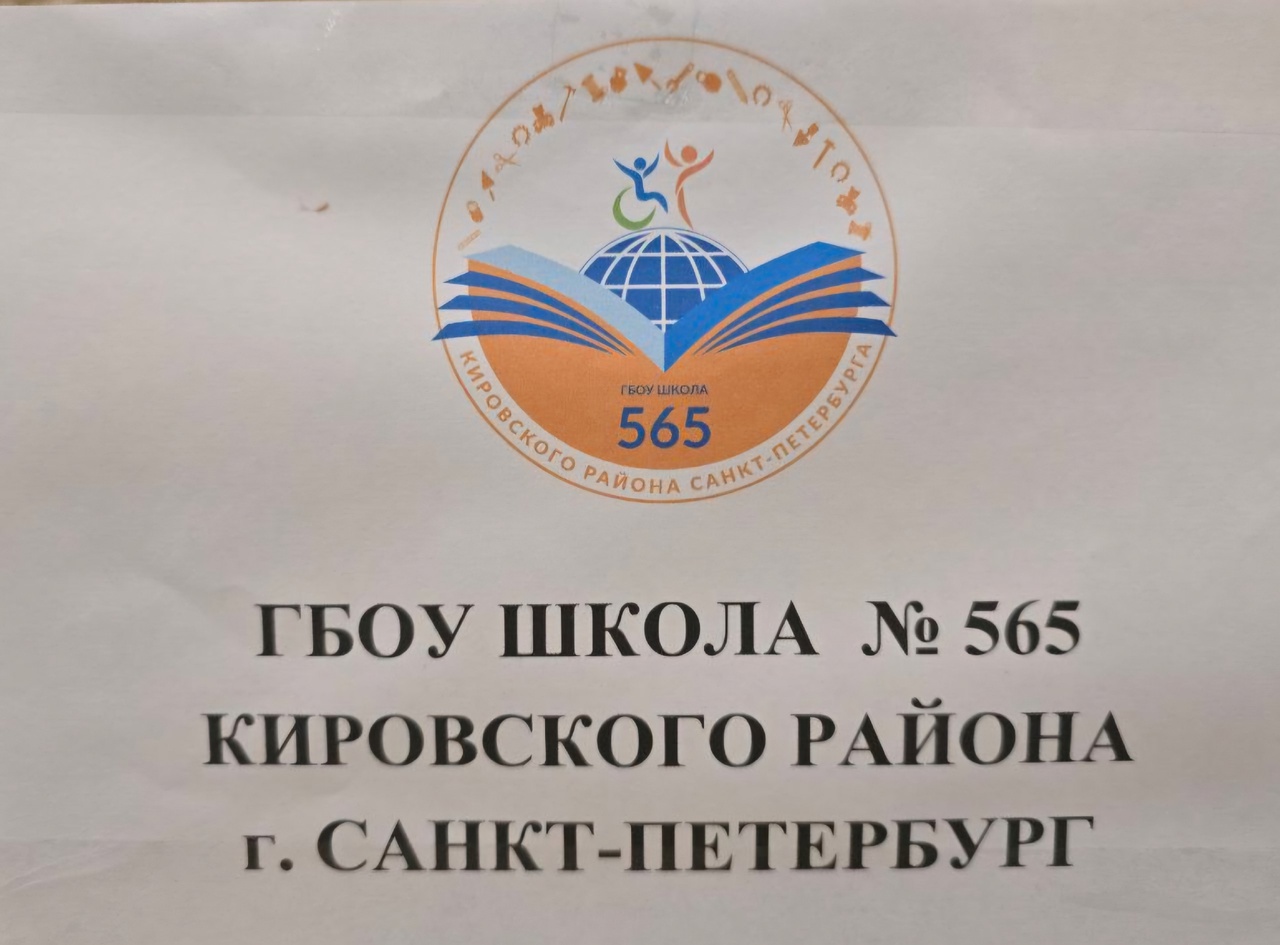 ГБОУ ШКОЛА
565
КИРОВСКОГО РАЙОНА САНКТ-ПЕТЕРБУРГА
ГБОУ ШКОЛА № 565
КИРОВСКОГО РАЙОНА
г. САНКТ-ПЕТЕРБУРГ